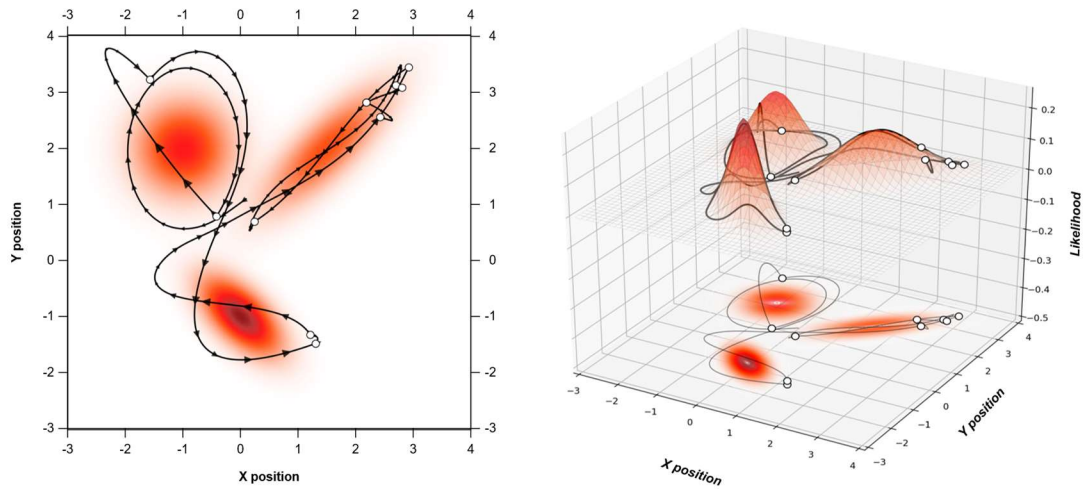 -3 -2 -1 0 1 2 3 4
4 4
3 3
2 2
1 1
0 0
-1 -1
-2 -2
-3 -3
-3 -2 -1 0 1 2 3 4
Y position
X position
0.2
0.1
0.0
−0.1
−0.2
−0.3
−0.4
−0.5
Likelihood
−3 −2 −1 0 1 2 3 4
X position
−3 −2 −1 0 1 2 3 4
Y position